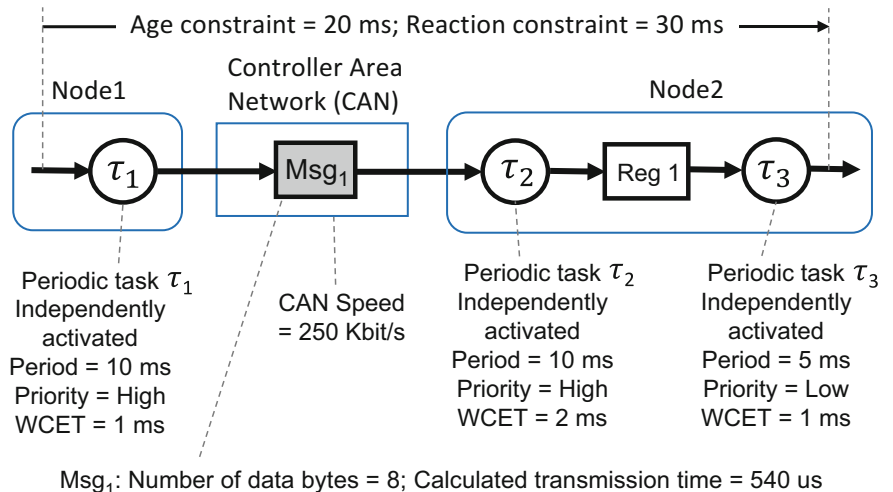 Age constraint = 20 ms; Reaction constraint = 30 ms
Node1
Controller Area
Network (CAN)
Node2
τ1
Msg1
τ2
Reg 1
τ3
Periodic task τ1
Independently
activated
Period = 10 ms
Priority = High
WCET = 1 ms
CAN Speed
= 250 Kbit/s
Periodic task τ2
Independently
activated
Period = 10 ms
Priority = High
WCET = 2 ms
Periodic task τ3
Independently
activated
Period = 5 ms
Priority = Low
WCET = 1 ms
Msg1: Number of data bytes = 8; Calculated transmission time = 540 us